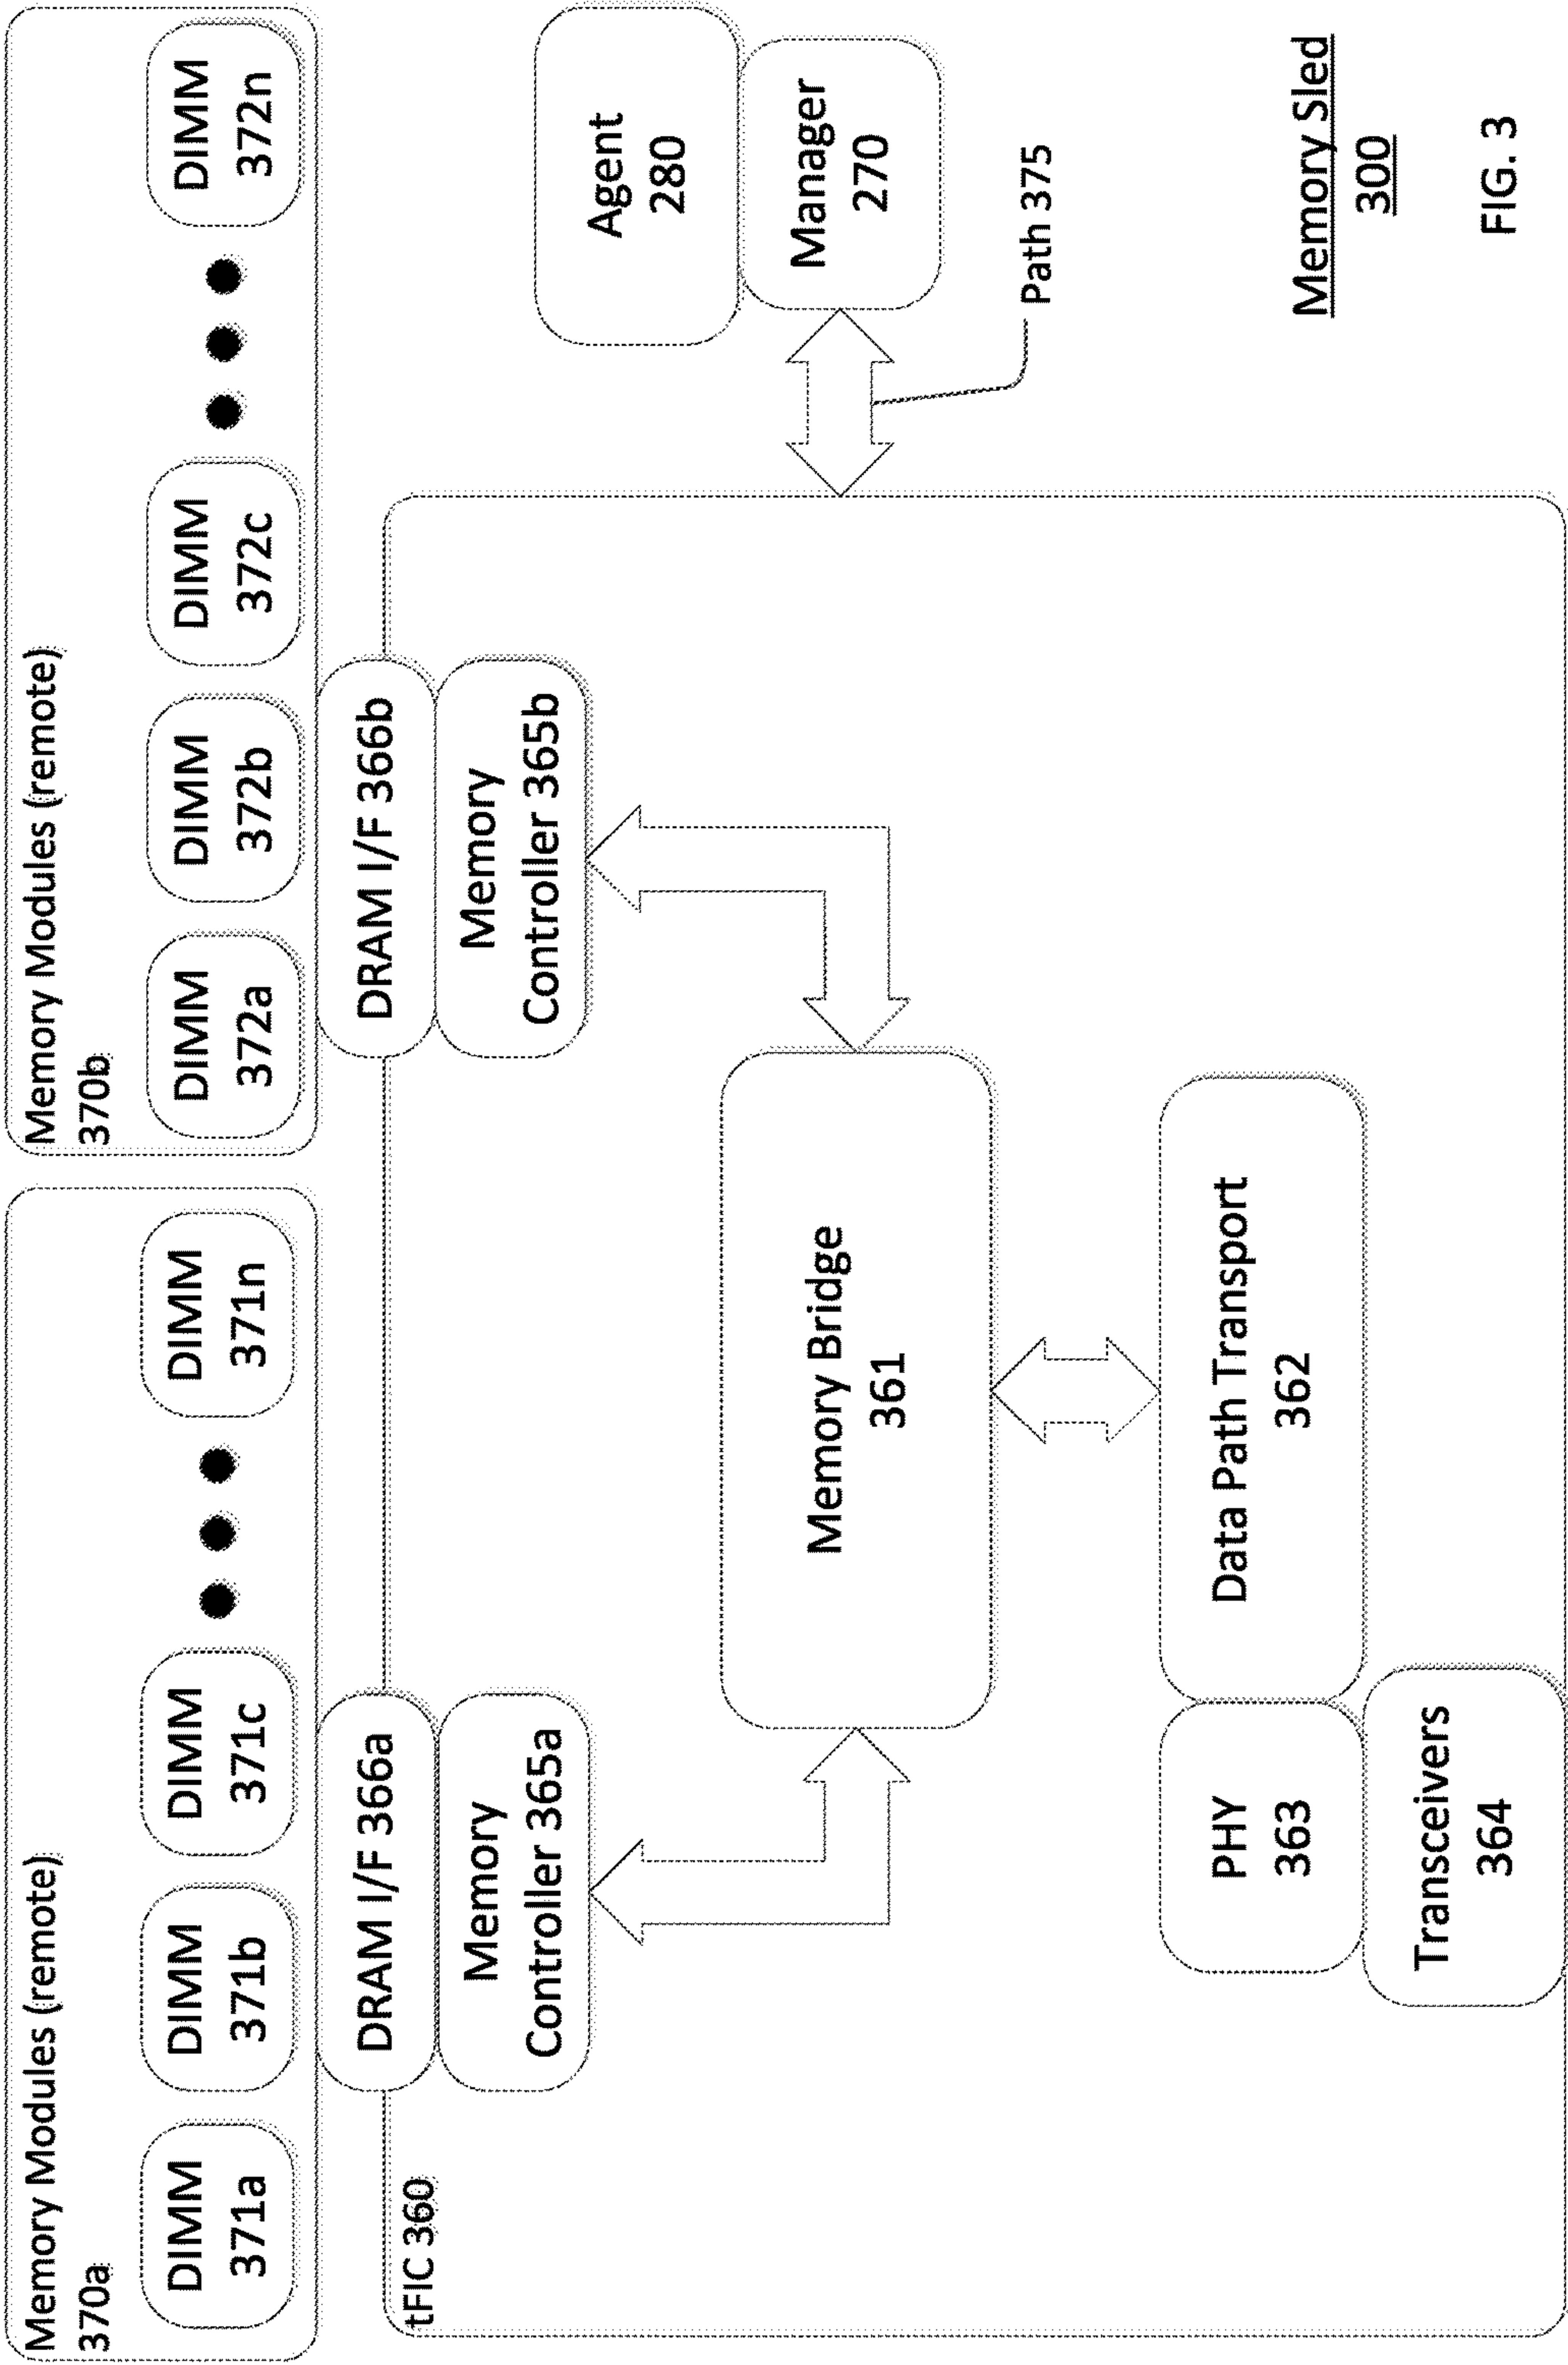 Memory Modules (remote)
370a
DIMM
371a
DIMM
371b
DIMM
371c
DIMM
371n
Memory Modules (remote)
370b
DIMM
372a
DIMM
372b
DIMM
372c
DIMM
372n
tFIC 360
DRAM I/F 366a
Memory
Controller 365a
DRAM I/F 366b
Memory
Controller 365b
Agent
280
Manager
270
Path 375
Memory Bridge
361
Data Path Transport
362
PHY
363
Transceivers
364
Memory Sled
300
FIG. 3